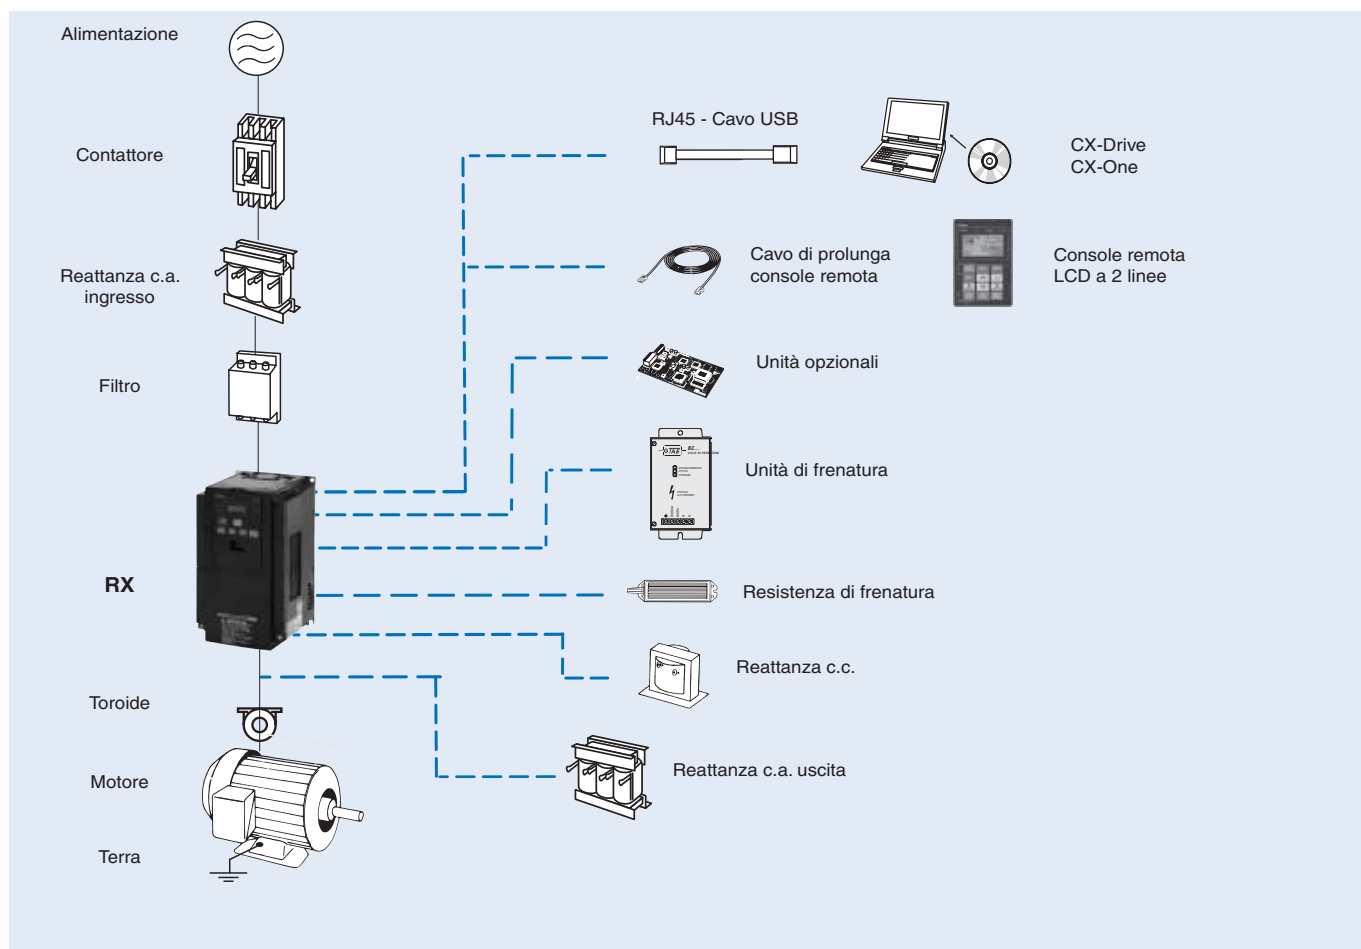 Alimentazione
RJ45 - Cavo USB
Contattore
CX-Drive
CX-One
Reattanza c.a.
ingresso
Cavo di prolunga
console remota
Console remota
LCD a 2 linee
Filtro
Unità opzionali
Unità di frenatura
RX
Resistenza di frenatura
Reattanza c.c.
Toroide
Reattanza c.a. uscita
Motore
Terra